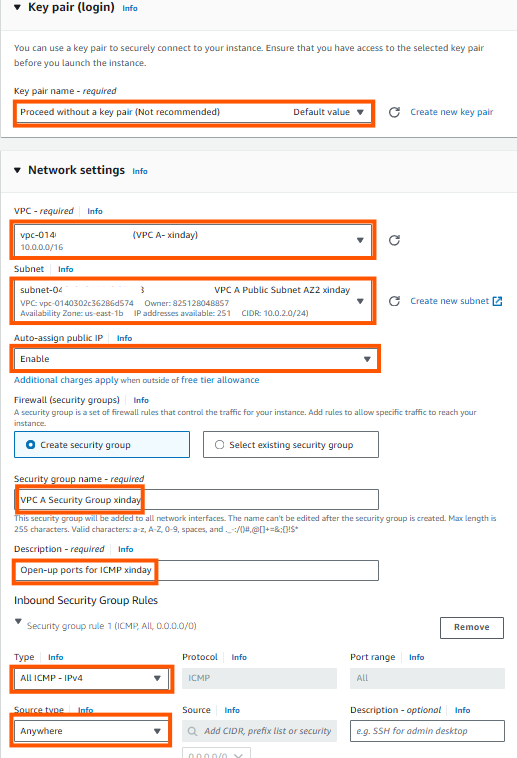 Key pair (login) Info
You can use a key pair to securely connect to your instance. Ensure that you have access to the selected key pair
before you launch the instance.
Key pair name - required
Proceed without a key pair (Not recommended) Default value
Create new key pair
Network settings Info
VPC - required Info
vpc-014 (VPC A- xinday)
10.0.0.0/16
Subnet Info
subnet-04 VPC A Public Subnet AZ2 xinday
VPC: vpc-0140302c36286d574 Owner: 825128048857
Availability Zone: us-east-1b IP addresses available: 251 CIDR: 10.0.2.0/24)
Create new subnet
Auto-assign public IP Info
Enable
Additional charges apply when outside of free tier allowance
Firewall (security groups) Info
A security group is a set of firewall rules that control the traffic for your instance. Add rules to allow specific traffic to reach your
instance.
Create security group
Select existing security group
Security group name - required
VPC A Security Group xinday
This security group will be added to all network interfaces. The name can't be edited after the security group is created. Max length is
255 characters. Valid characters: a-z, A-Z, 0-9, spaces, and ._-:/()#,@[]+=&;{}!$*
Description - required Info
Open-up ports for ICMP xinday
Inbound Security Group Rules
Security group rule 1 (ICMP, All, 0.0.0.0/0)
Remove
Type Info Protocol Info Port range Info
All ICMP - IPv4 ICMP All
Source type Info Source Info Description - optional Info
Anywhere Add CIDR, prefix list or security e.g. SSH for admin desktop
0.0.0.0/0